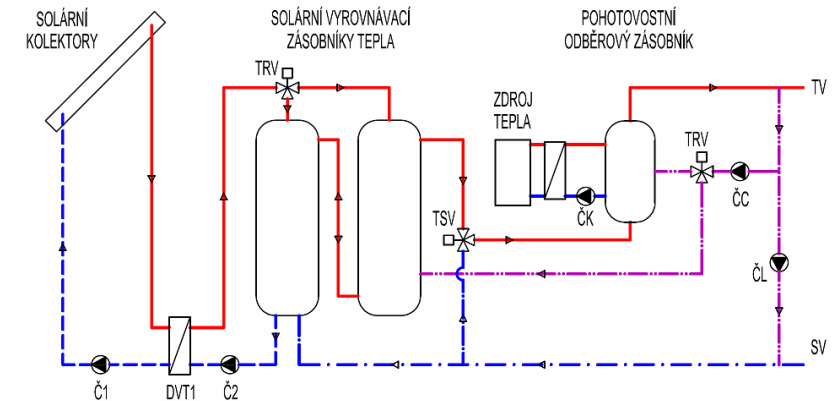 SOLÁRNÍ
KOLEKTORY
SOLÁRNÍ VYROVNÁVACÍ
ZÁSOBNÍKY TEPLA
POHOTOVOSTNÍ
ODBĚROVÝ ZÁSOBNÍK
TRV
TV
ZDROJ
TEPLA
TRV
ČC
ČK
TSV
ČL
SV
Č1
DVT1
Č2